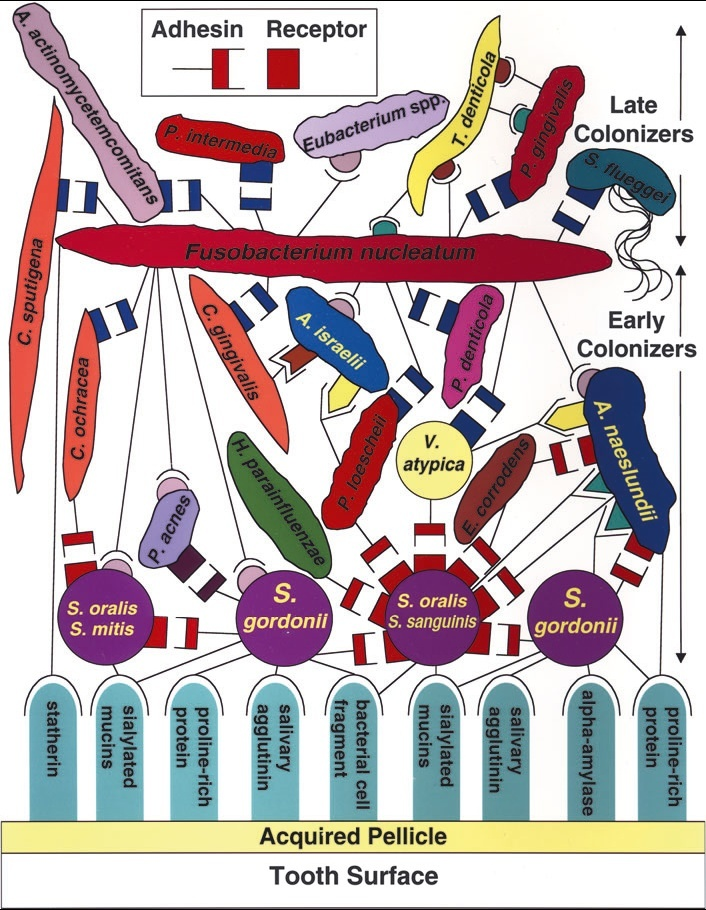 Adhesin
Receptor
A. actinomycetemcomitans
P. intermedia
Eubacterium spp.
T. denticola
P. gingivalis
Late
Colonizers
S. flueggei
Fusobacterium nucleatum
C. sputigena
C. ochracea
C. gingivalis
A. israelii
P. denticola
Early
Colonizers
P. loescheii
V.
atypica
A. naeslundii
H. parainfluenzae
E. corrodens
P. acnes
S. oralis
S. mitis
S.
gordonii
S. oralis
S. sanguinis
S.
gordonii
statherin
sialylated
mucins
proline-rich
protein
salivary
agglutinin
bacterial cell
fragment
sialylated
mucins
salivary
agglutinin
alpha-amylase
proline-rich
protein
Acquired Pellicle
Tooth Surface